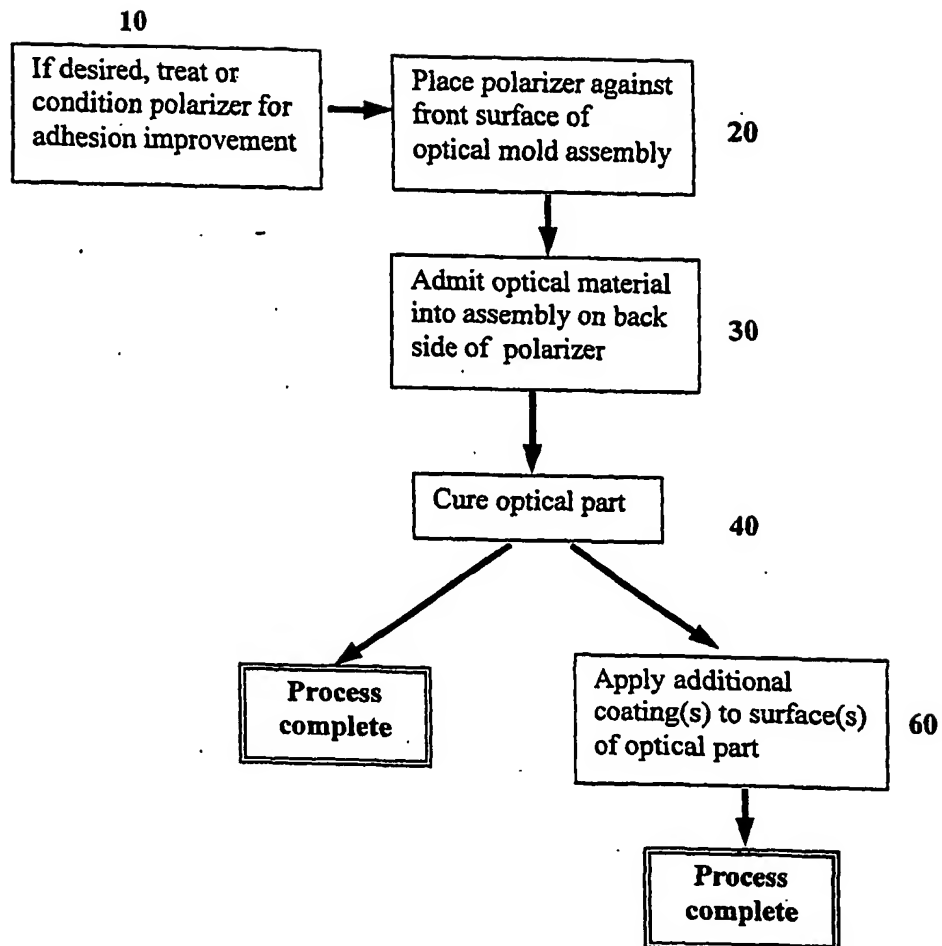 10
If desired, treat or
condition polarizer for
adhesion improvement
Place polarizer against
front surface of
optical mold assembly
20
Admit optical material
into assembly on back
side of polarizer
30
Cure optical part
40
Process
complete
Apply additional
coating(s) to surface(s)
of optical part
60
Process
complete